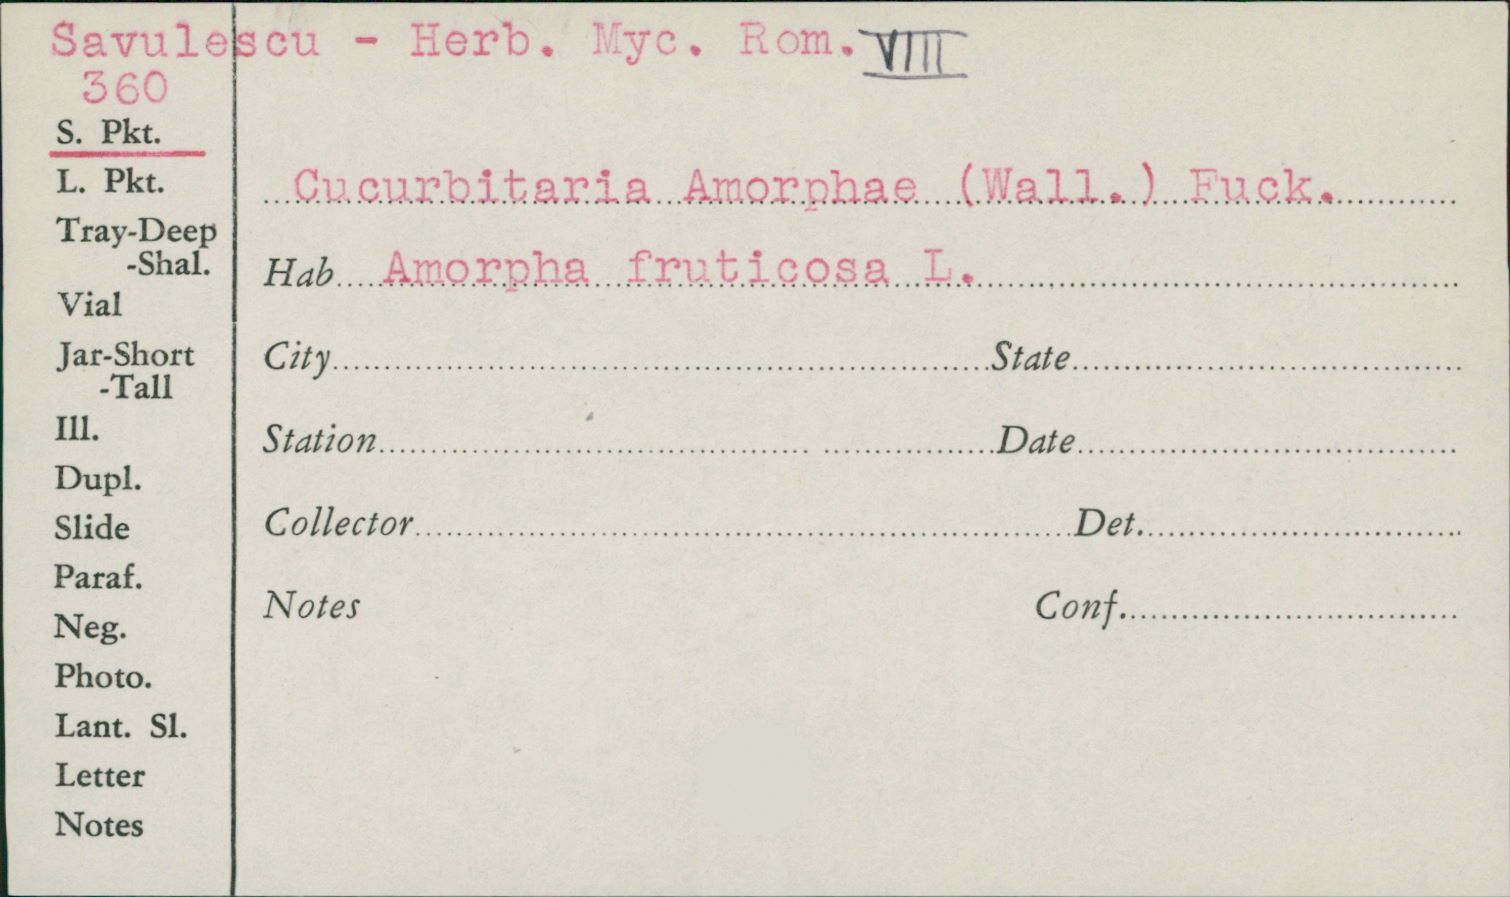 Savulescu - Herb. Myc. Rom. VIII
360
S. Pkt.
L. Pkt.
Tray-Deep
-Shal.
Vial
Jar-Short
-Tall
Ill.
Dupl.
Slide
Paraf.
Neg.
Photo.
Lant. Sl.
Letter
Notes
Cucurbitaria Amorphae (Wall.) Fuck.
Hab Amorpha fruticosa L.
City State
Station Date
Collector Det.
Notes Conf.